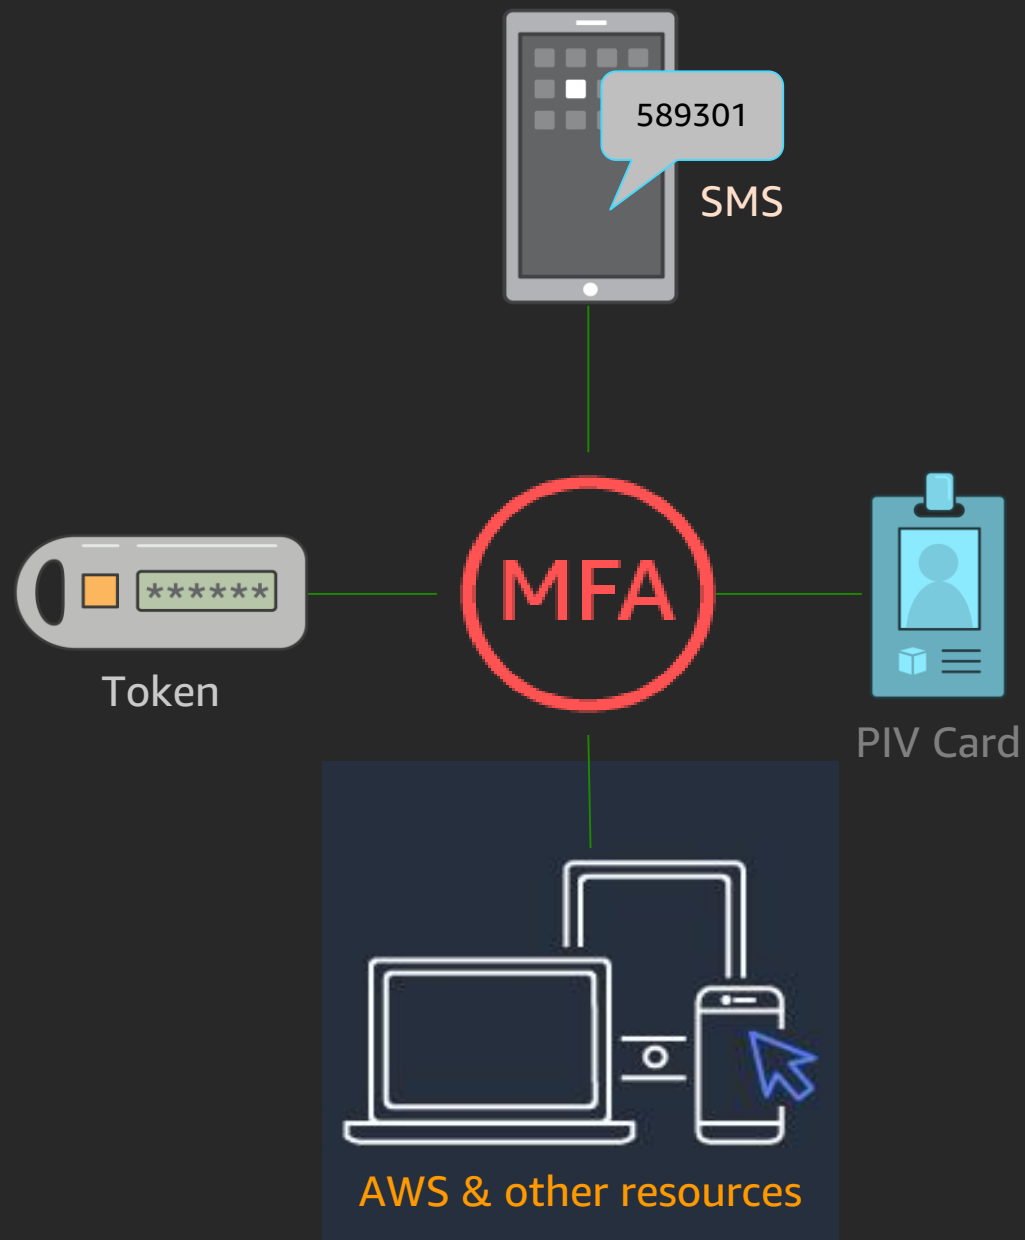 589301
SMS
MFA
******
Token
PIV Card
AWS & other resources